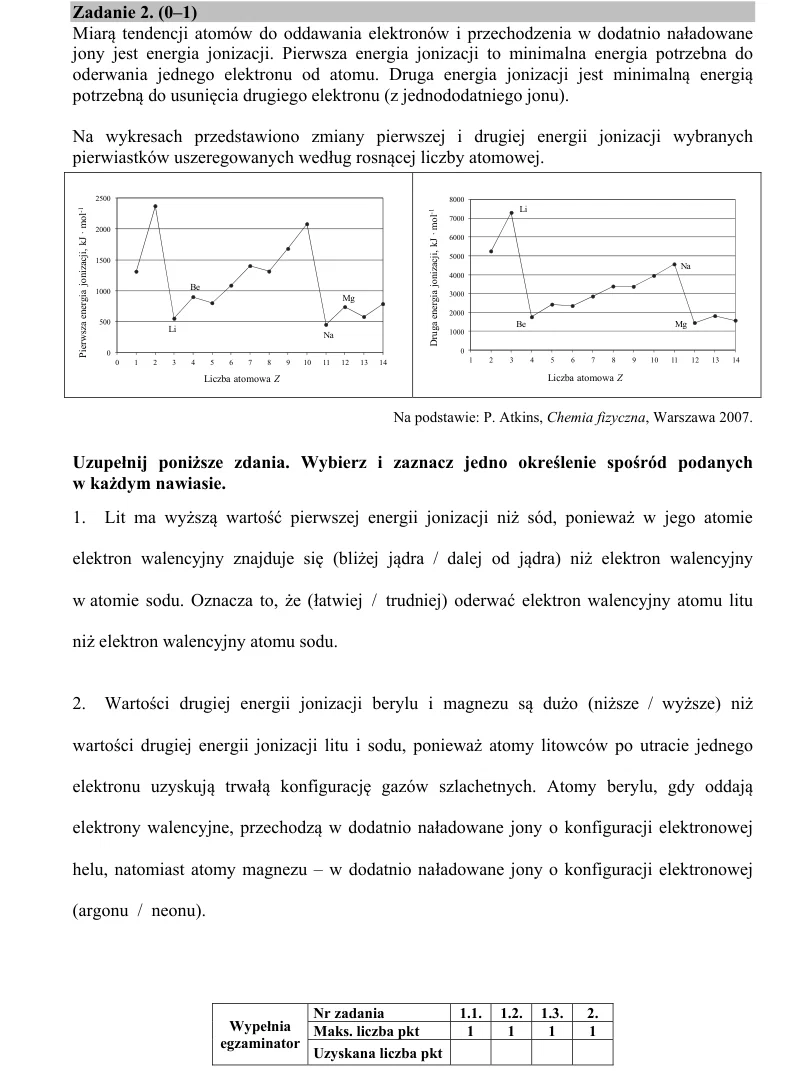 Zadanie 2. (0–1)
Miarą tendencji atomów do oddawania elektronów i przechodzenia w dodatnio naładowane
jony jest energia jonizacji. Pierwsza energia jonizacji to minimalna energia potrzebna do
oderwania jednego elektronu od atomu. Druga energia jonizacji jest minimalną energią
potrzebną do usunięcia drugiego elektronu (z jednododatniego jonu).
Na wykresach przedstawiono zmiany pierwszej i drugiej energii jonizacji wybranych
pierwiastków uszeregowanych według rosnącej liczby atomowej.
Pierwsza energia jonizacji, kJ · mol⁻¹
2500
2000
1500
1000
500
0
Be
Mg
Li
Na
0 1 2 3 4 5 6 7 8 9 10 11 12 13 14
Liczba atomowa Z
Druga energia jonizacji, kJ · mol⁻¹
8000
7000
6000
5000
4000
3000
2000
1000
0
Li
Na
Be
Mg
1 2 3 4 5 6 7 8 9 10 11 12 13 14
Liczba atomowa Z
Na podstawie: P. Atkins, Chemia fizyczna, Warszawa 2007.
Uzupełnij poniższe zdania. Wybierz i zaznacz jedno określenie spośród podanych
w każdym nawiasie.
1. Lit ma wyższą wartość pierwszej energii jonizacji niż sód, ponieważ w jego atomie
elektron walencyjny znajduje się (bliżej jądra / dalej od jądra) niż elektron walencyjny
w atomie sodu. Oznacza to, że (łatwiej / trudniej) oderwać elektron walencyjny atomu litu
niż elektron walencyjny atomu sodu.
2. Wartości drugiej energii jonizacji berylu i magnezu są dużo (niższe / wyższe) niż
wartości drugiej energii jonizacji litu i sodu, ponieważ atomy litowców po utracie jednego
elektronu uzyskują trwałą konfigurację gazów szlachetnych. Atomy berylu, gdy oddają
elektrony walencyjne, przechodzą w dodatnio naładowane jony o konfiguracji elektronowej
helu, natomiast atomy magnezu – w dodatnio naładowane jony o konfiguracji elektronowej
(argonu / neonu).
Wypełnia
egzaminator
Nr zadania 1.1. 1.2. 1.3. 2.
Maks. liczba pkt 1 1 1 1
Uzyskana liczba pkt